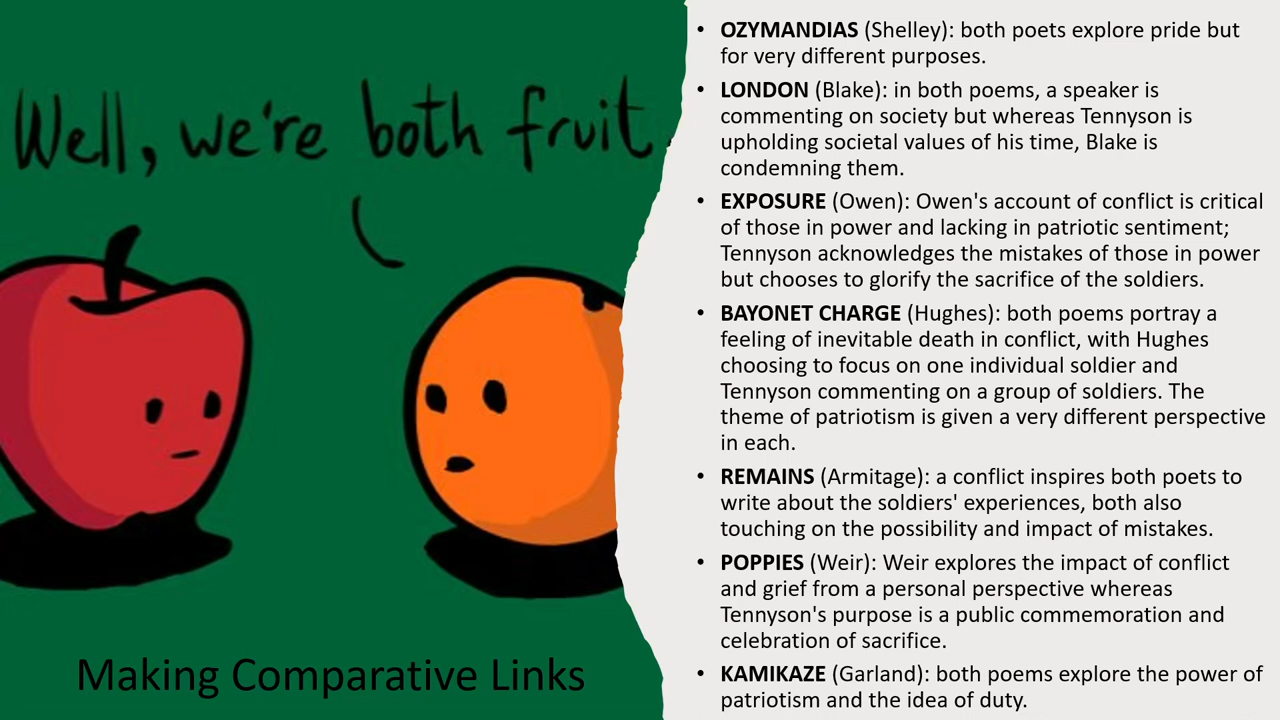 Well, we're both fruit.
Making Comparative Links
• OZYMANDIAS (Shelley): both poets explore pride but
for very different purposes.
• LONDON (Blake): in both poems, a speaker is
commenting on society but whereas Tennyson is
upholding societal values of his time, Blake is
condemning them.
• EXPOSURE (Owen): Owen's account of conflict is critical
of those in power and lacking in patriotic sentiment;
Tennyson acknowledges the mistakes of those in power
but chooses to glorify the sacrifice of the soldiers.
• BAYONET CHARGE (Hughes): both poems portray a
feeling of inevitable death in conflict, with Hughes
choosing to focus on one individual soldier and
Tennyson commenting on a group of soldiers. The
theme of patriotism is given a very different perspective
in each.
• REMAINS (Armitage): a conflict inspires both poets to
write about the soldiers' experiences, both also
touching on the possibility and impact of mistakes.
• POPPIES (Weir): Weir explores the impact of conflict
and grief from a personal perspective whereas
Tennyson's purpose is a public commemoration and
celebration of sacrifice.
• KAMIKAZE (Garland): both poems explore the power of
patriotism and the idea of duty.